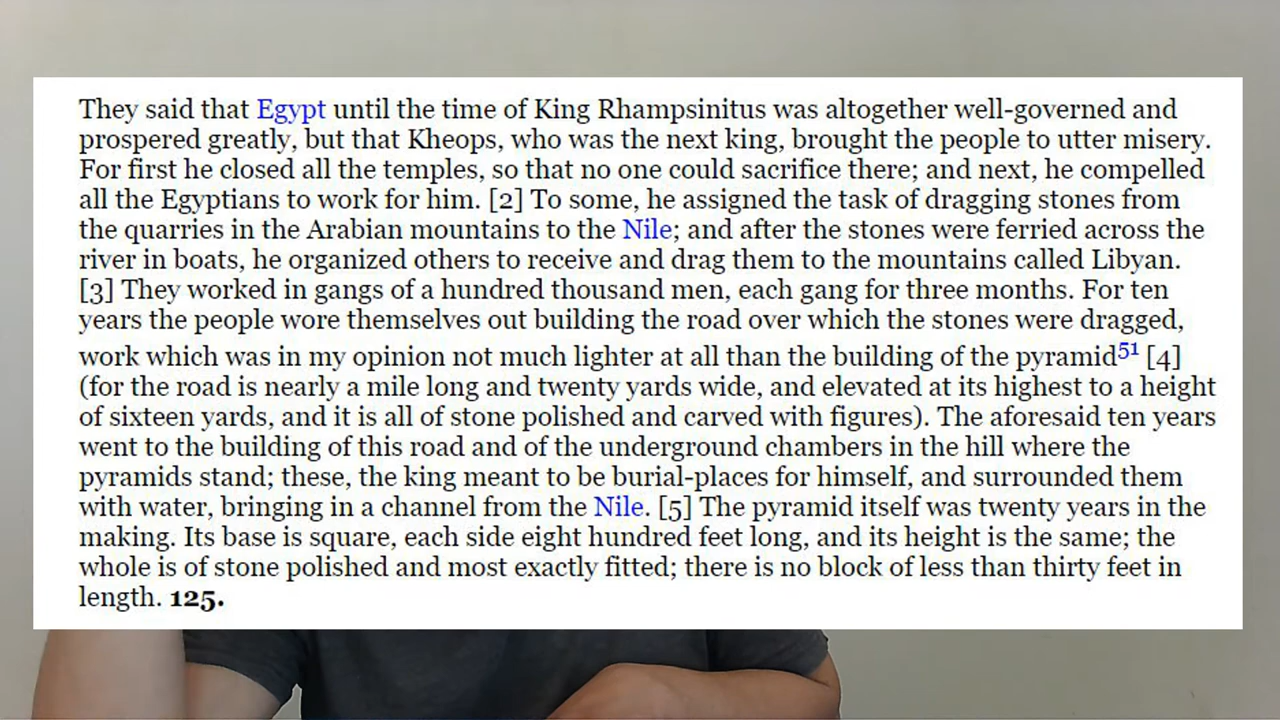 They said that Egypt until the time of King Rhampsinitus was altogether well-governed and
prospered greatly, but that Kheops, who was the next king, brought the people to utter misery.
For first he closed all the temples, so that no one could sacrifice there; and next, he compelled
all the Egyptians to work for him. [2] To some, he assigned the task of dragging stones from
the quarries in the Arabian mountains to the Nile; and after the stones were ferried across the
river in boats, he organized others to receive and drag them to the mountains called Libyan.
[3] They worked in gangs of a hundred thousand men, each gang for three months. For ten
years the people wore themselves out building the road over which the stones were dragged,
work which was in my opinion not much lighter at all than the building of the pyramid51 [4]
(for the road is nearly a mile long and twenty yards wide, and elevated at its highest to a height
of sixteen yards, and it is all of stone polished and carved with figures). The aforesaid ten years
went to the building of this road and of the underground chambers in the hill where the
pyramids stand; these, the king meant to be burial-places for himself, and surrounded them
with water, bringing in a channel from the Nile. [5] The pyramid itself was twenty years in the
making. Its base is square, each side eight hundred feet long, and its height is the same; the
whole is of stone polished and most exactly fitted; there is no block of less than thirty feet in
length. 125.